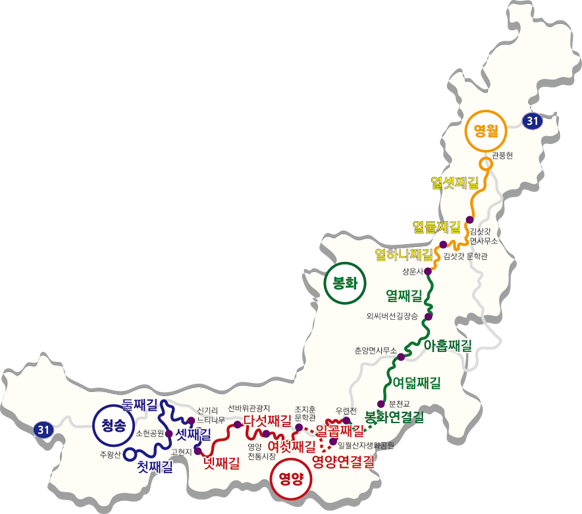 31
영월
관풍헌
열셋째길
열둘째길
김삿갓
면사무소
열하나째길
김삿갓 문학관
상운사
봉화
열째길
외씨버선길장승
아홉째길
춘양면사무소
여덟째길
분천교
봉화연결길
우련전
일곱째길
일월산자생화공원
영양연결길
조지훈
문학관
여섯째길
선바위관광지
다섯째길
영양
전통시장
영양
넷째길
고현지
신기리
느티나무
둘째길
셋째길
소헌공원
청송
31
주왕산
첫째길